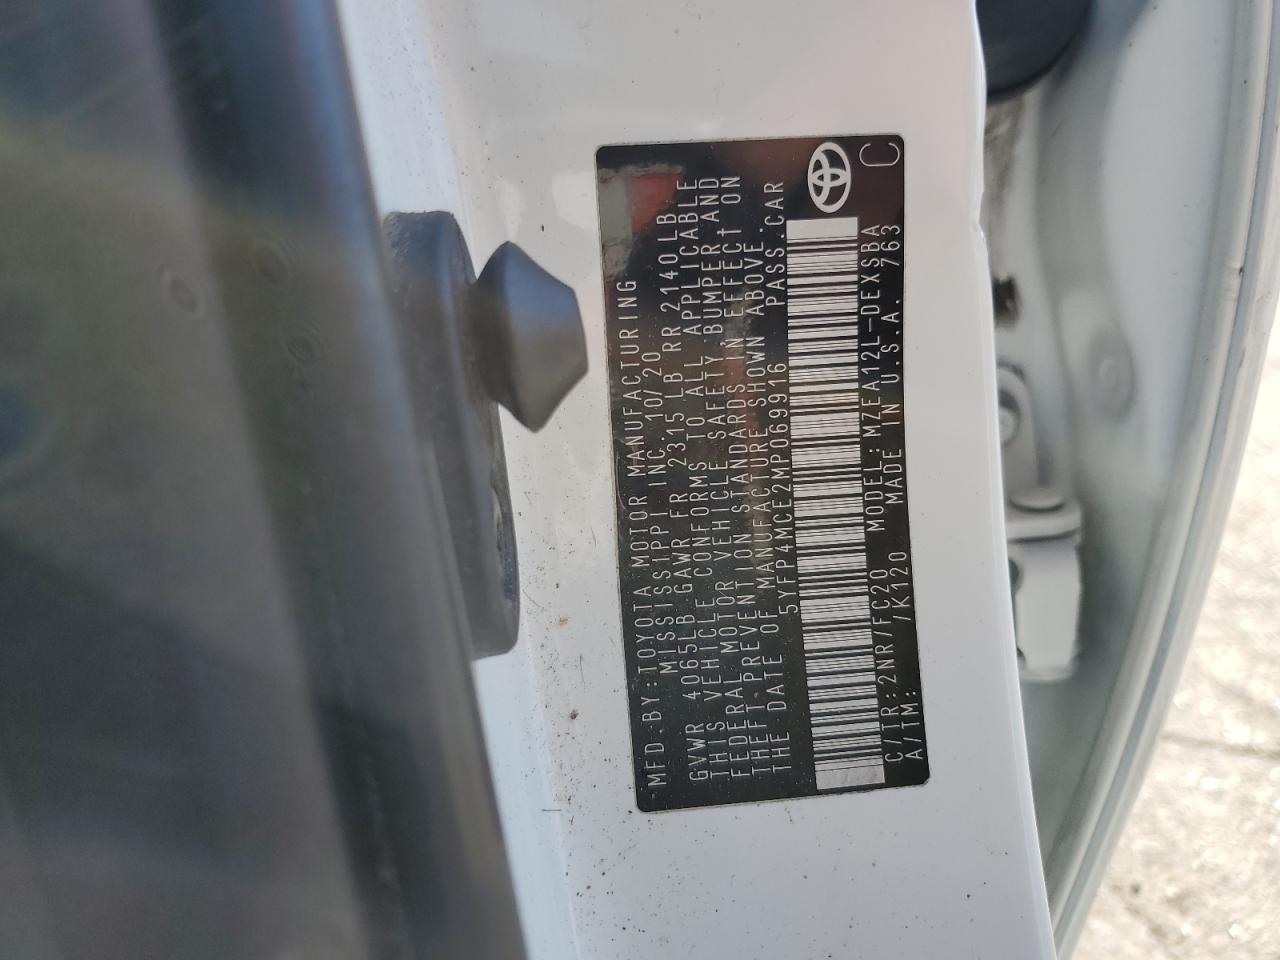 MFD.BY:TOYOTA MOTOR MANUFACTURING
MISSISSIPPI INC. 10/20
GVWR 4065LB GAWR FR 2315 LB RR 2140LB
THIS VEHICLE CONFORMS TO ALL APPLICABLE
FEDERAL MOTOR VEHICLE SAFETY, BUMPER AND
THEFT-PREVENTION STANDARDS IN EFFECT ON
THE DATE OF MANUFACTURE SHOWN ABOVE.
5YFP4MCE2MP069916 PASS.CAR
C/TR:2NR/FC20 MODEL:MZEA12L-DEXSBA
A/TM: /K120 MADE IN U.S.A. 763
C